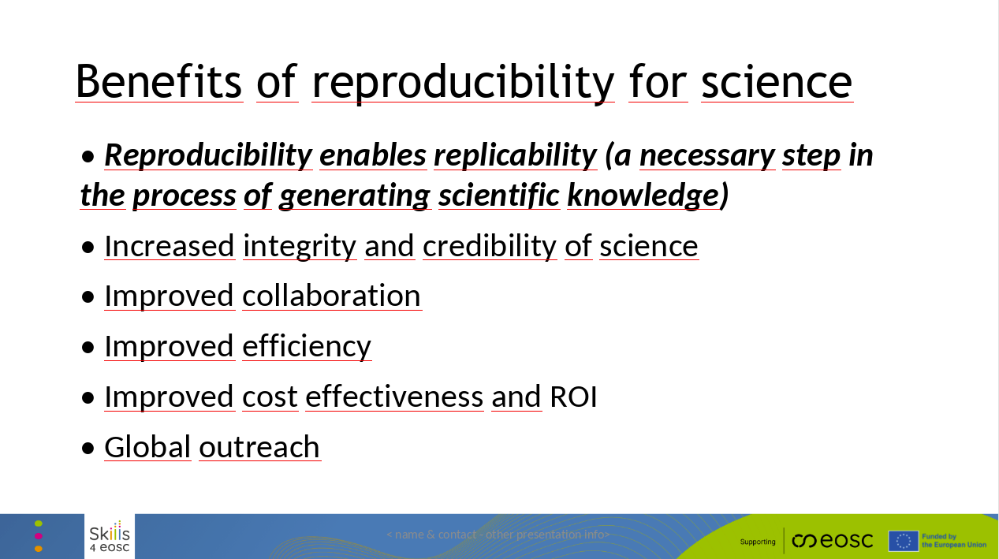 Benefits of reproducibility for science
• Reproducibility enables replicability (a necessary step in
the process of generating scientific knowledge)
• Increased integrity and credibility of science
• Improved collaboration
• Improved efficiency
• Improved cost effectiveness and ROI
• Global outreach
Skills
4 eosc
< name & contact - other presentation info>
Supporting
eosc
Funded by
the European Union